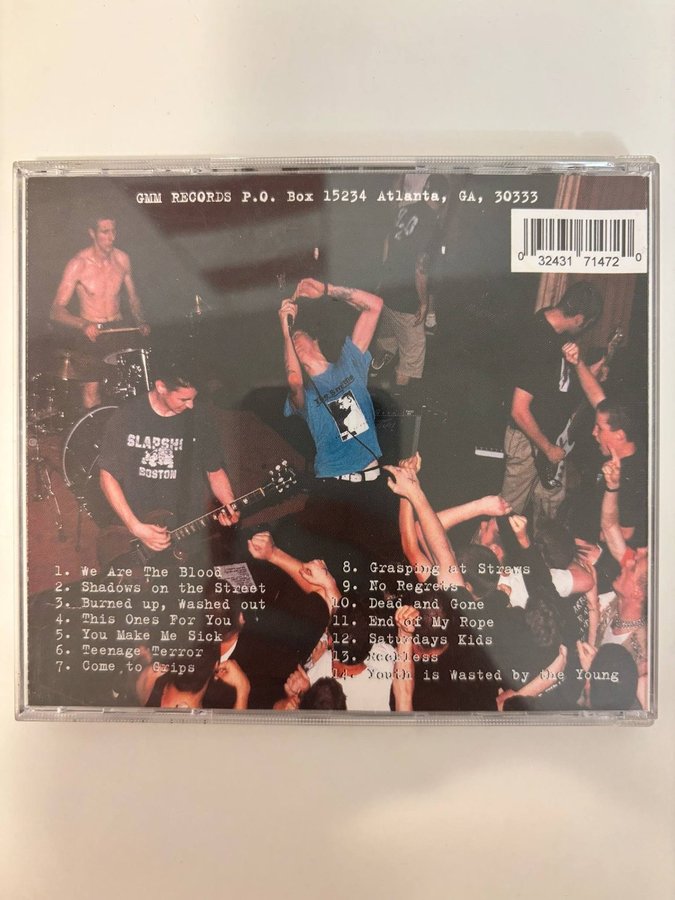 GMM RECORDS P.O. Box 15234 Atlanta, GA, 30333
0 32431 71472 0
SLAPSH
BOSTON
1. We Are The Blood
2. Shadows on the Street
3. Burned up, Washed out
4. This Ones For You
5. You Make Me Sick
6. Teenage Terror
7. Come to Grips
8. Grasping at Straws
9. No Regrets
10. Dead and Gone
11. End of My Rope
12. Saturdays Kids
13. Reckless
14. Youth is Wasted by the Young